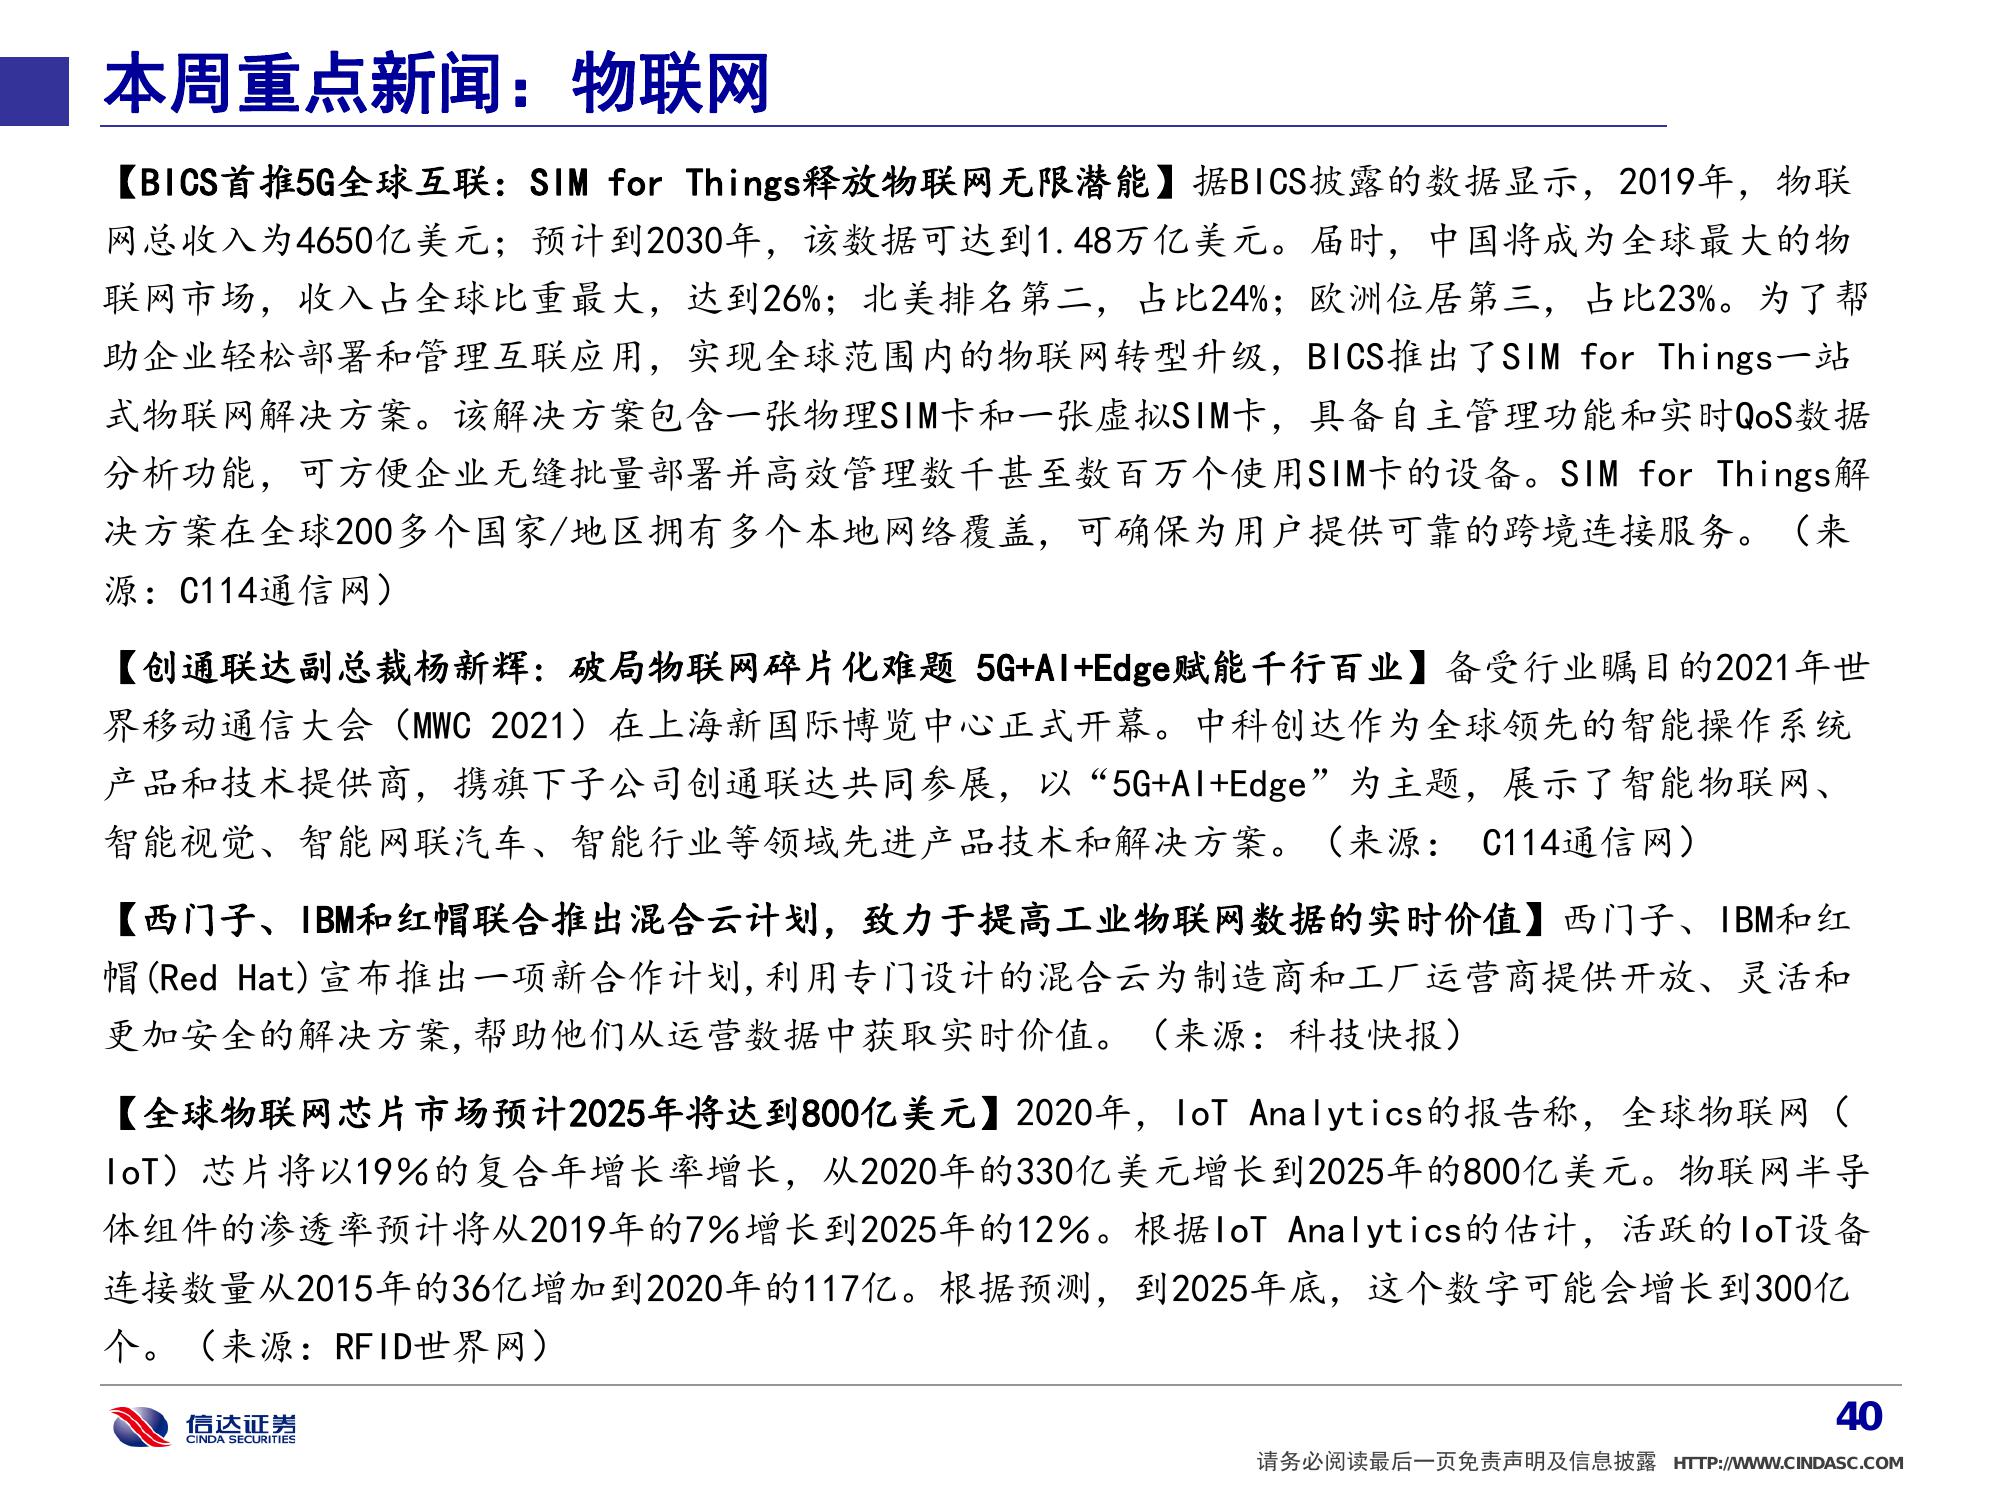 本周重点新闻：物联网
【BICS首推5G全球互联：SIM for Things释放物联网无限潜能】据BICS披露的数据显示，2019年，物联
网总收入为4650亿美元；预计到2030年，该数据可达到1.48万亿美元。届时，中国将成为全球最大的物
联网市场，收入占全球比重最大，达到26%；北美排名第二，占比24%；欧洲位居第三，占比23%。为了帮
助企业轻松部署和管理互联应用，实现全球范围内的物联网转型升级，BICS推出了SIM for Things一站
式物联网解决方案。该解决方案包含一张物理SIM卡和一张虚拟SIM卡，具备自主管理功能和实时QoS数据
分析功能，可方便企业无缝批量部署并高效管理数千甚至数百万个使用SIM卡的设备。SIM for Things解
决方案在全球200多个国家/地区拥有多个本地网络覆盖，可确保为用户提供可靠的跨境连接服务。（来
源：C114通信网）
【创通联达副总裁杨新辉：破局物联网碎片化难题 5G+AI+Edge赋能千行百业】备受行业瞩目的2021年世
界移动通信大会（MWC 2021）在上海新国际博览中心正式开幕。中科创达作为全球领先的智能操作系统
产品和技术提供商，携旗下子公司创通联达共同参展，以“5G+AI+Edge”为主题，展示了智能物联网、
智能视觉、智能网联汽车、智能行业等领域先进产品技术和解决方案。（来源： C114通信网）
【西门子、IBM和红帽联合推出混合云计划，致力于提高工业物联网数据的实时价值】西门子、IBM和红
帽(Red Hat)宣布推出一项新合作计划,利用专门设计的混合云为制造商和工厂运营商提供开放、灵活和
更加安全的解决方案,帮助他们从运营数据中获取实时价值。（来源：科技快报）
【全球物联网芯片市场预计2025年将达到800亿美元】2020年，IoT Analytics的报告称，全球物联网（
IoT）芯片将以19％的复合年增长率增长，从2020年的330亿美元增长到2025年的800亿美元。物联网半导
体组件的渗透率预计将从2019年的7％增长到2025年的12％。根据IoT Analytics的估计，活跃的IoT设备
连接数量从2015年的36亿增加到2020年的117亿。根据预测，到2025年底，这个数字可能会增长到300亿
个。（来源：RFID世界网）
信达证券
CINDA SECURITIES
40
请务必阅读最后一页免责声明及信息披露 HTTP://WWW.CINDASC.COM